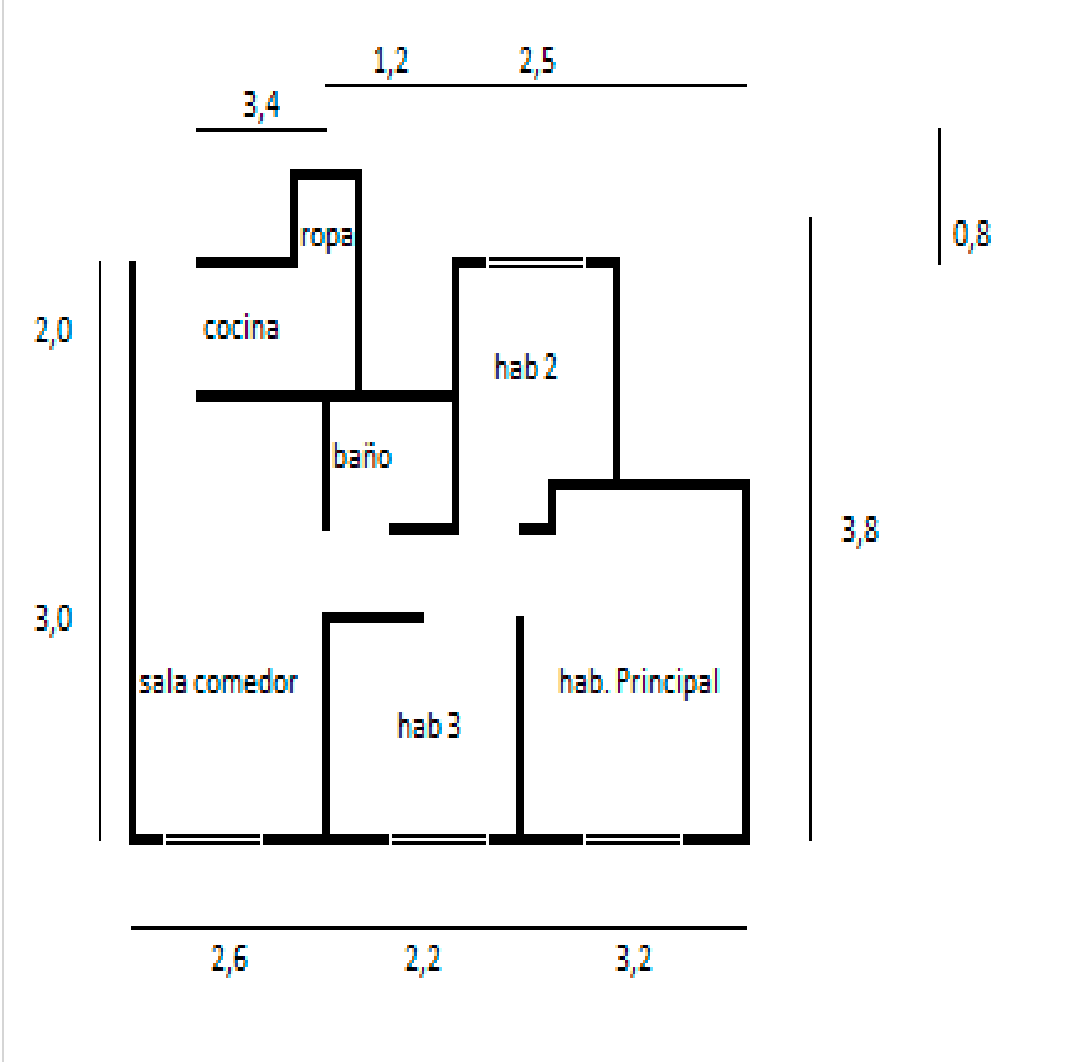 1,2 2,5
3,4
ropa 0,8
2,0 cocina
hab 2
baño
3,8
3,0
sala comedor hab. Principal
hab 3
2,6 2,2 3,2